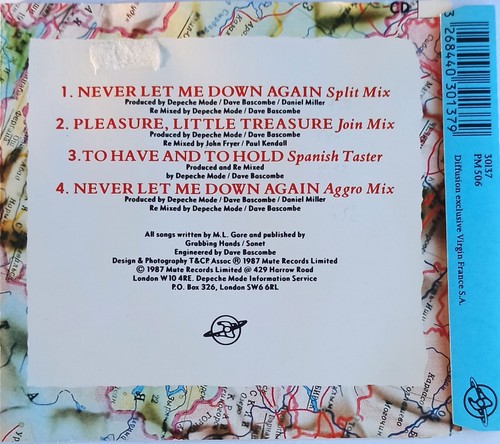 CD
1. NEVER LET ME DOWN AGAIN Split Mix
Produced by Depeche Mode / Dave Bascombe / Daniel Miller
Re Mixed by Depeche Mode / Dave Bascombe
2. PLEASURE, LITTLE TREASURE Join Mix
Produced by Depeche Mode / Dave Bascombe
Re Mixed by John Fryer / Paul Kendall
3. TO HAVE AND TO HOLD Spanish Taster
Produced and Re Mixed
by Depeche Mode / Dave Bascombe
4. NEVER LET ME DOWN AGAIN Aggro Mix
Produced by Depeche Mode / Dave Bascombe / Daniel Miller
Re Mixed by Depeche Mode / Dave Bascombe
All songs written by M.L. Gore and published by
Grabbing Hands / Sonet
Engineered by Dave Bascombe
Design & Photography T&CP. Assoc ℗ 1987 Mute Records Limited
© 1987 Mute Records Limited @ 429 Harrow Road
London W10 4RE. Depeche Mode Information Service
P.O. Box 326, London SW6 6RL
3 268440 301379
30137
PM 506
Diffusion exclusive Virgin France S.A.